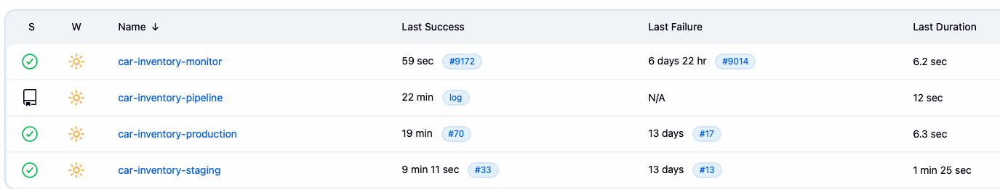 S W Name ↓ Last Success Last Failure Last Duration
car-inventory-monitor 59 sec #9172 6 days 22 hr #9014 6.2 sec
car-inventory-pipeline 22 min log N/A 12 sec
car-inventory-production 19 min #70 13 days #17 6.3 sec
car-inventory-staging 9 min 11 sec #33 13 days #13 1 min 25 sec